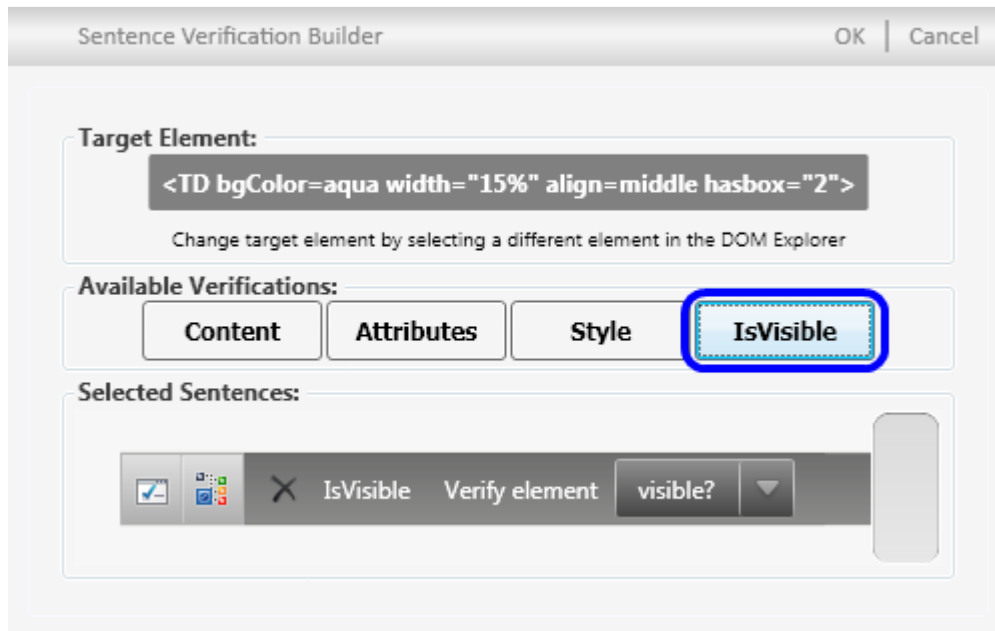 Sentence Verification Builder OK | Cancel
Target Element:
<TD bgColor=aqua width="15%" align=middle hasbox="2">
Change target element by selecting a different element in the DOM Explorer
Available Verifications:
Content Attributes Style IsVisible
Selected Sentences:
IsVisible Verify element visible?